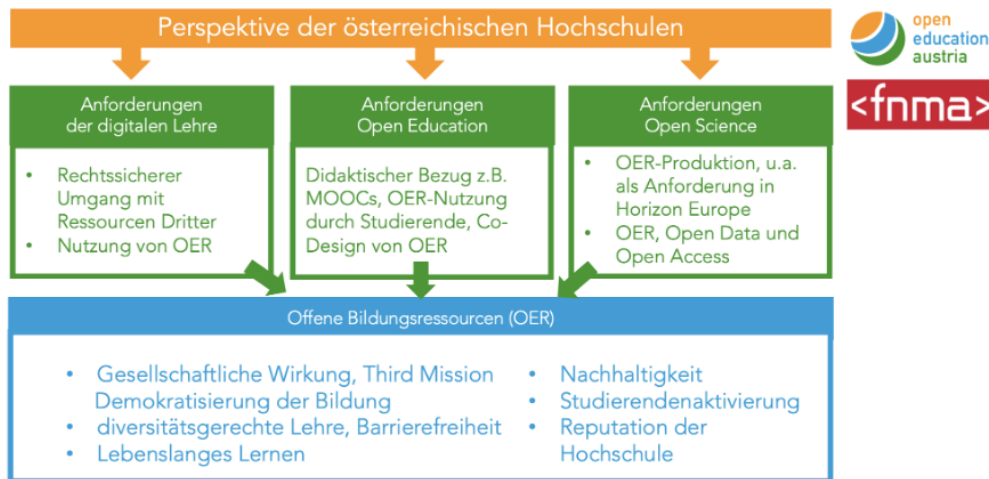 Perspektive der österreichischen Hochschulen
open
education
austria
<fnma>
Anforderungen
der digitalen Lehre
• Rechtssicherer
Umgang mit
Ressourcen Dritter
• Nutzung von OER
Anforderungen
Open Education
Didaktischer Bezug z.B.
MOOCs, OER-Nutzung
durch Studierende, Co-
Design von OER
Anforderungen
Open Science
• OER-Produktion, u.a.
als Anforderung in
Horizon Europe
• OER, Open Data und
Open Access
Offene Bildungsressourcen (OER)
• Gesellschaftliche Wirkung, Third Mission
Demokratisierung der Bildung
• diversitätsgerechte Lehre, Barrierefreiheit
• Lebenslanges Lernen
• Nachhaltigkeit
• Studierendenaktivierung
• Reputation der
Hochschule